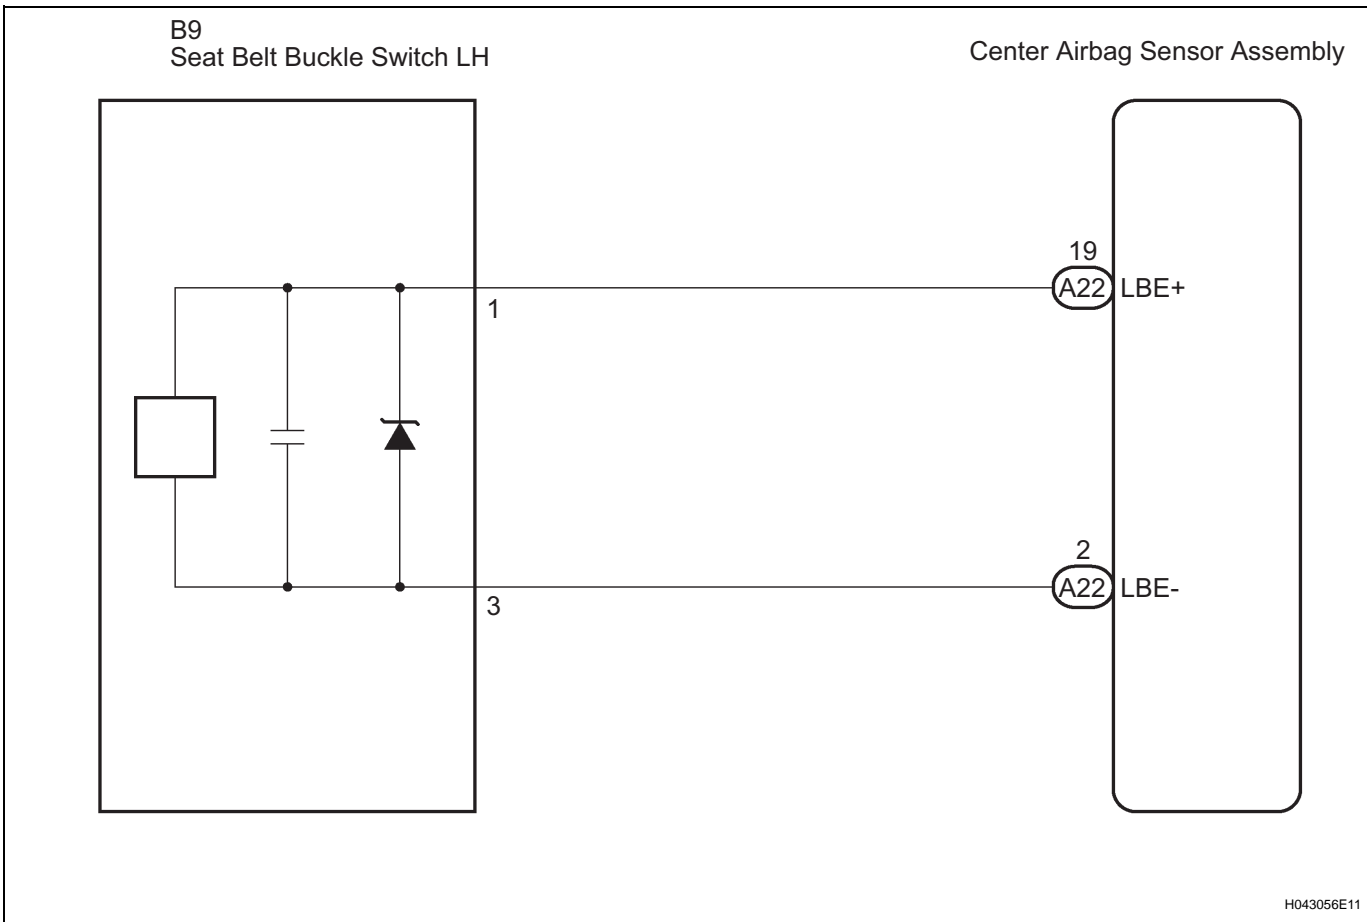 B9
Seat Belt Buckle Switch LH
Center Airbag Sensor Assembly
19
A22 LBE+
1
2
A22 LBE-
3
H043056E11